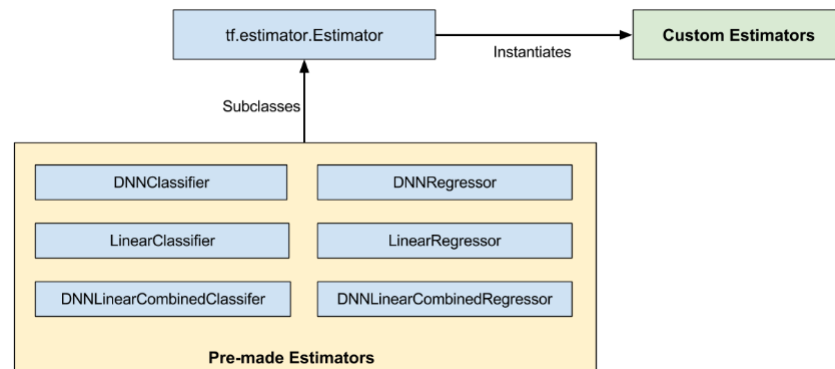 tf.estimator.Estimator
Instantiates
Custom Estimators
Subclasses
DNNClassifier
DNNRegressor
LinearClassifier
LinearRegressor
DNNLinearCombinedClassifer
DNNLinearCombinedRegressor
Pre-made Estimators